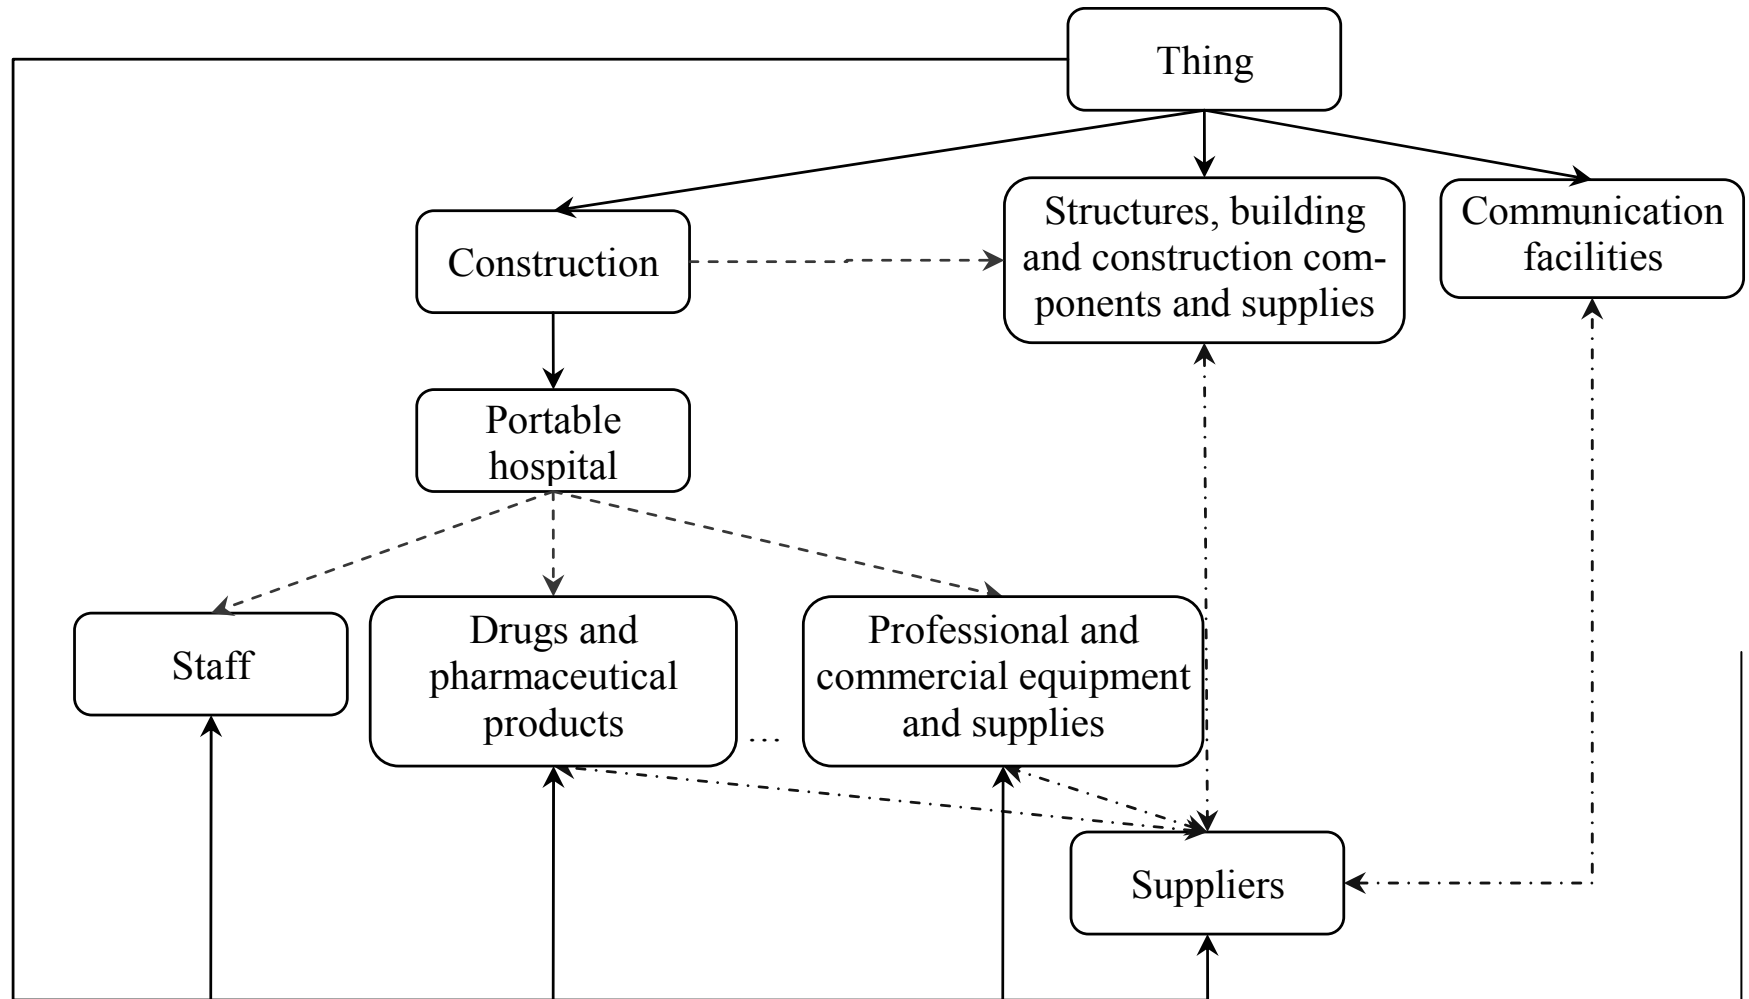 Thing
Structures, building
and construction com-
ponents and supplies
Communication
facilities
Construction
Portable
hospital
Staff
Drugs and
pharmaceutical
products
...
Professional and
commercial equipment
and supplies
Suppliers